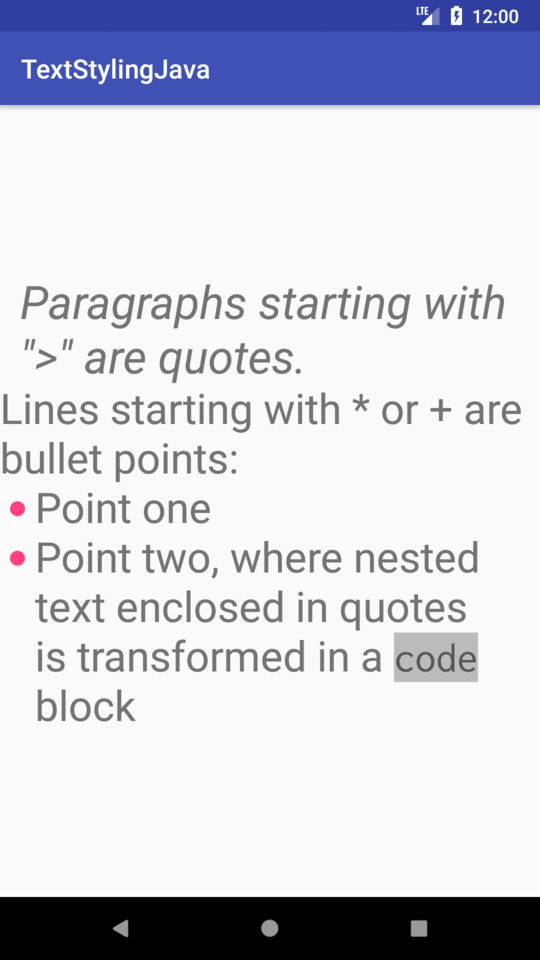 LTE 12:00
TextStylingJava
Paragraphs starting with
">" are quotes.
Lines starting with * or + are
bullet points:
Point one
Point two, where nested
text enclosed in quotes
is transformed in a code
block